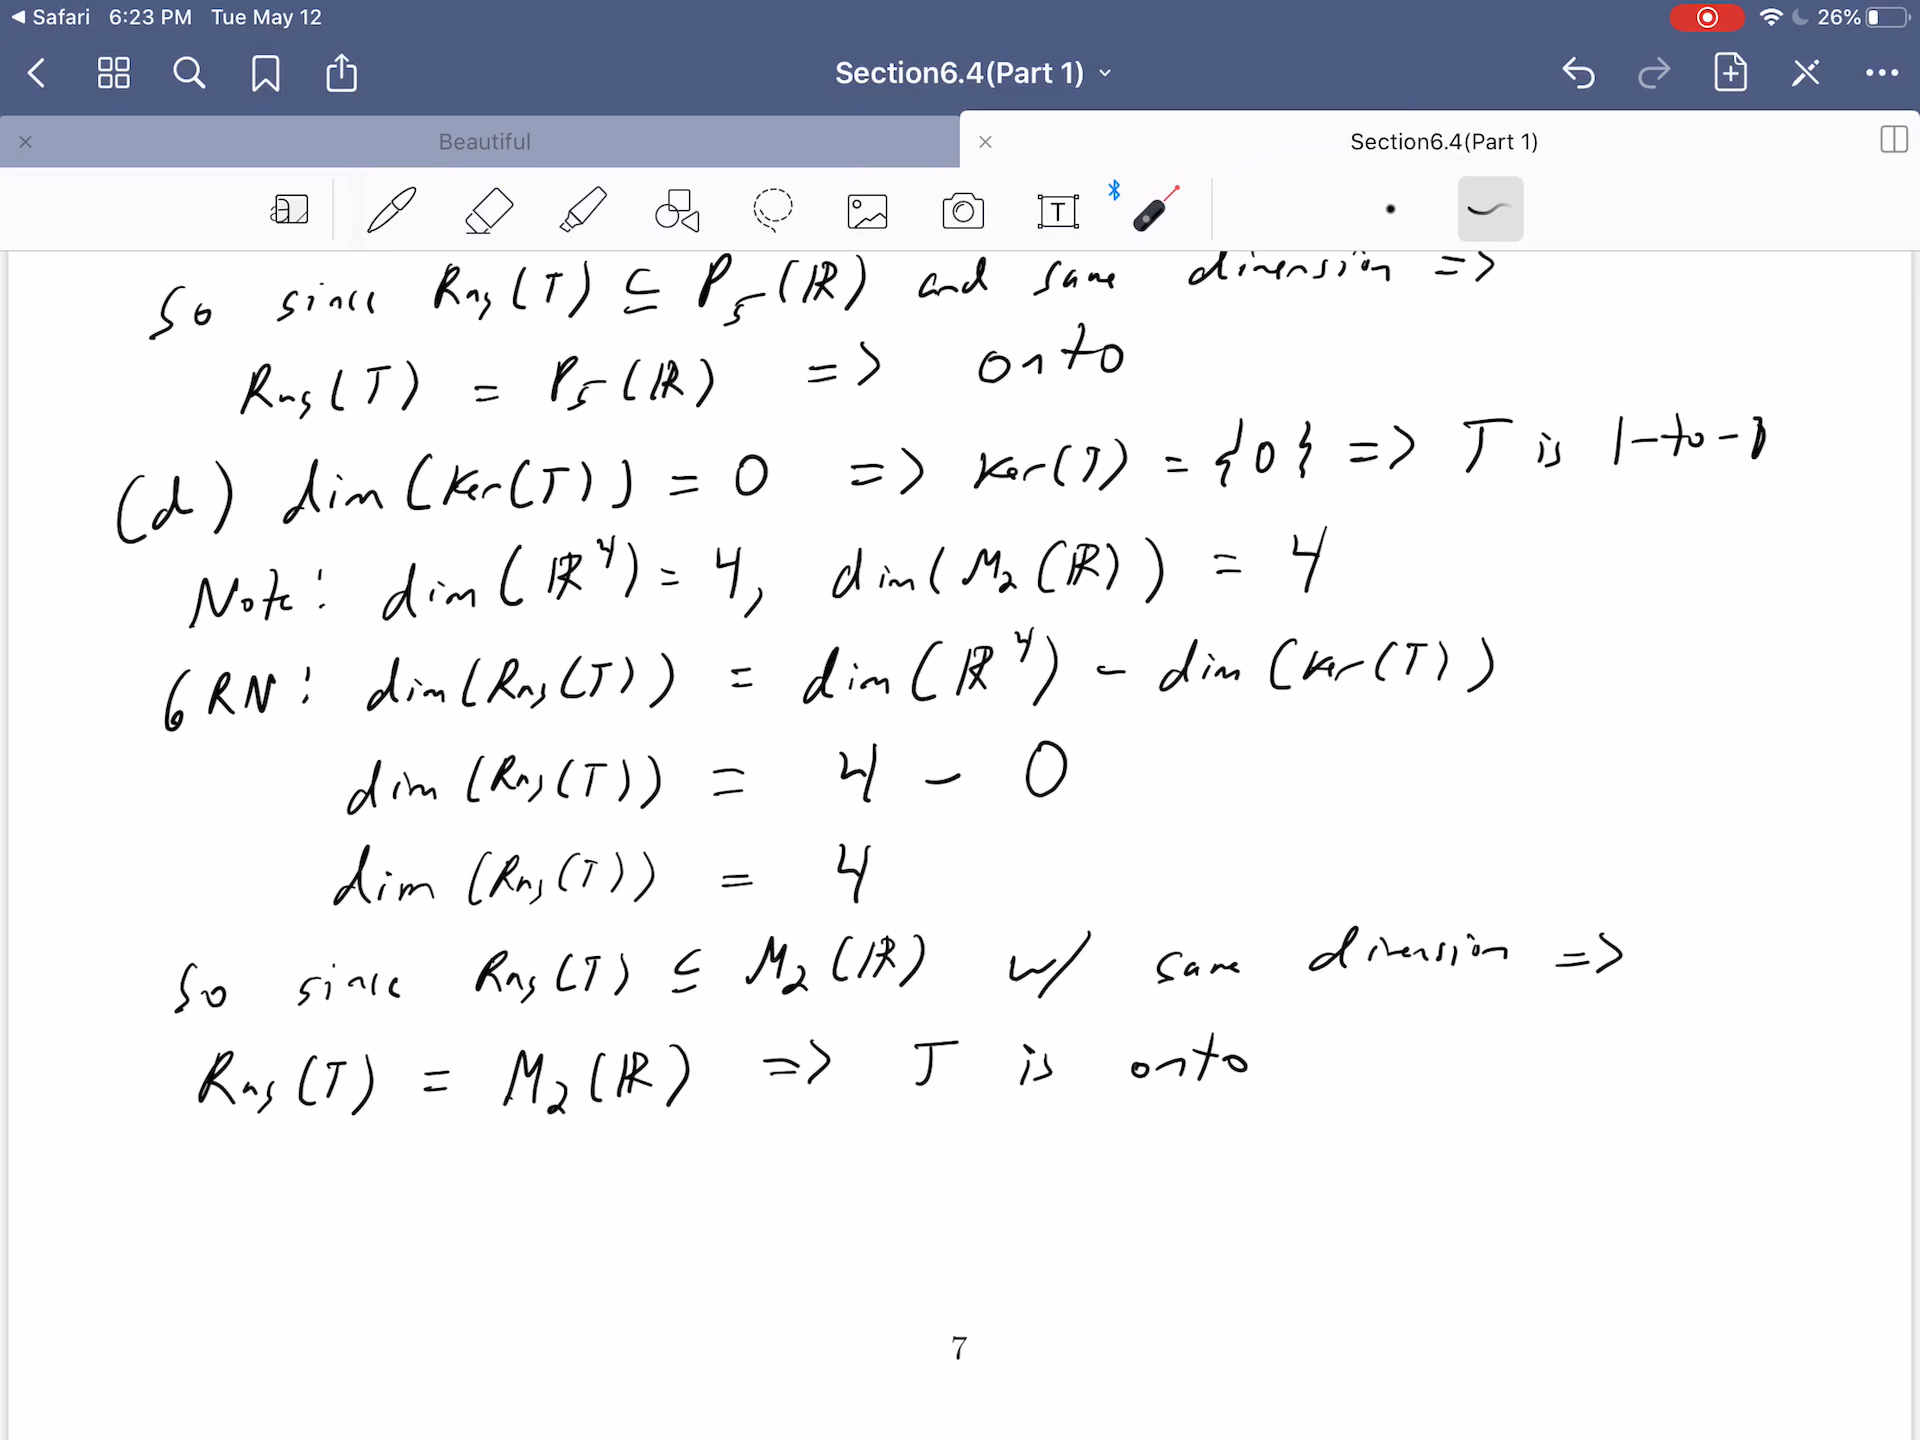 Safari 6:23 PM Tue May 12 26%
Section6.4(Part 1)
Beautiful Section6.4(Part 1)
T
So since Rng(T) ⊆ P₅(ℝ) and same dimension =>
Rng(T) = P₅(ℝ) => onto
(d) dim(Ker(T)) = 0 => Ker(T) = {0} => T is 1-to-1
Note: dim(ℝ⁴) = 4, dim(M₂(ℝ)) = 4
GRN: dim(Rng(T)) = dim(ℝ⁴) - dim(Ker(T))
dim(Rng(T)) = 4 - 0
dim(Rng(T)) = 4
So since Rng(T) ⊆ M₂(ℝ) w/ same dimension =>
Rng(T) = M₂(ℝ) => T is onto
7